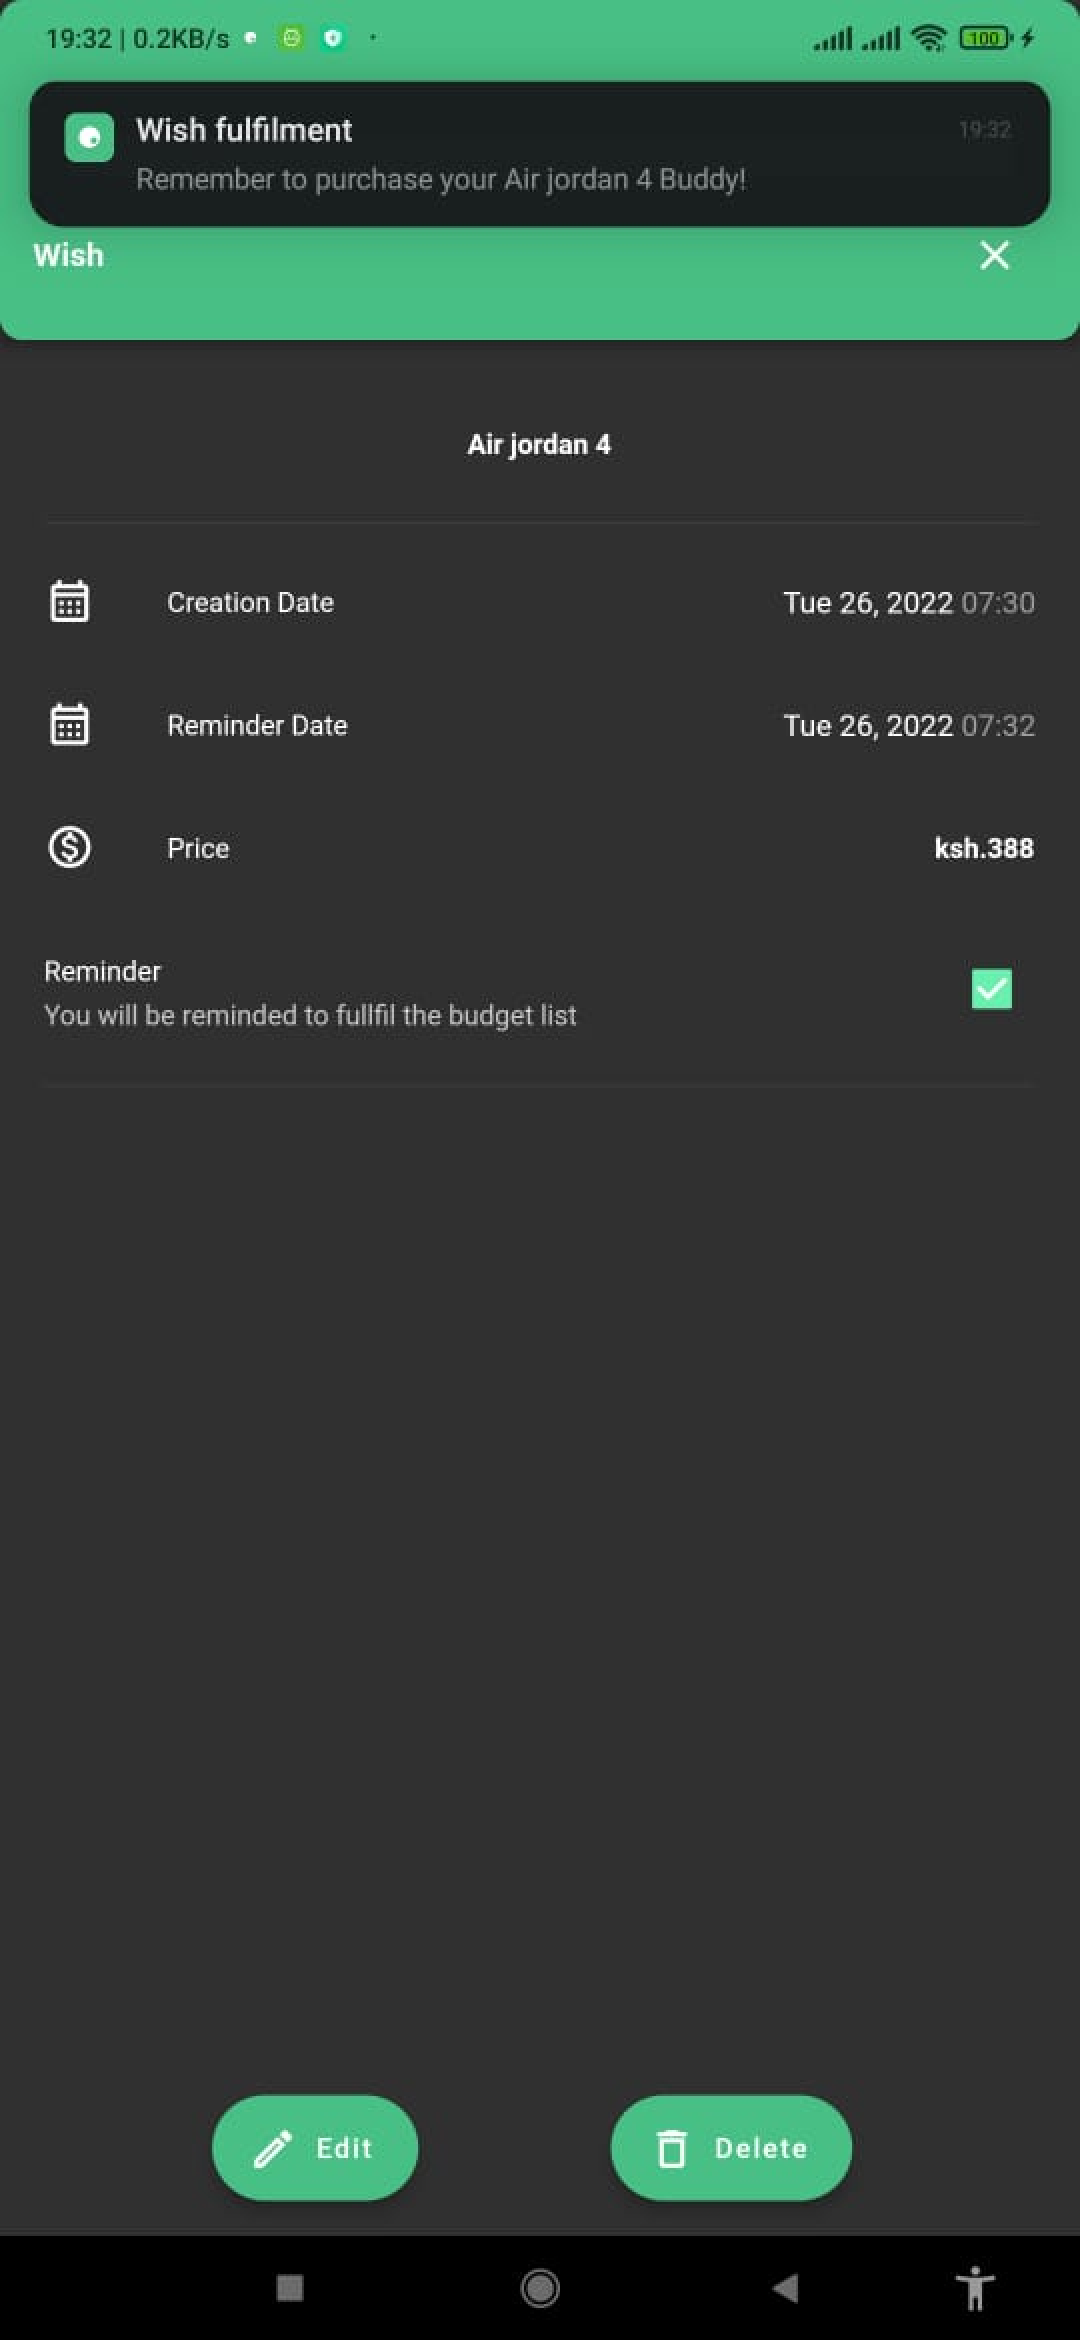 19:32 | 0.2KB/s
100
Wish fulfilment 19:32
Remember to purchase your Air jordan 4 Buddy!
Wish
Air jordan 4
Creation Date Tue 26, 2022 07:30
Reminder Date Tue 26, 2022 07:32
Price ksh.388
Reminder
You will be reminded to fullfil the budget list
Edit Delete